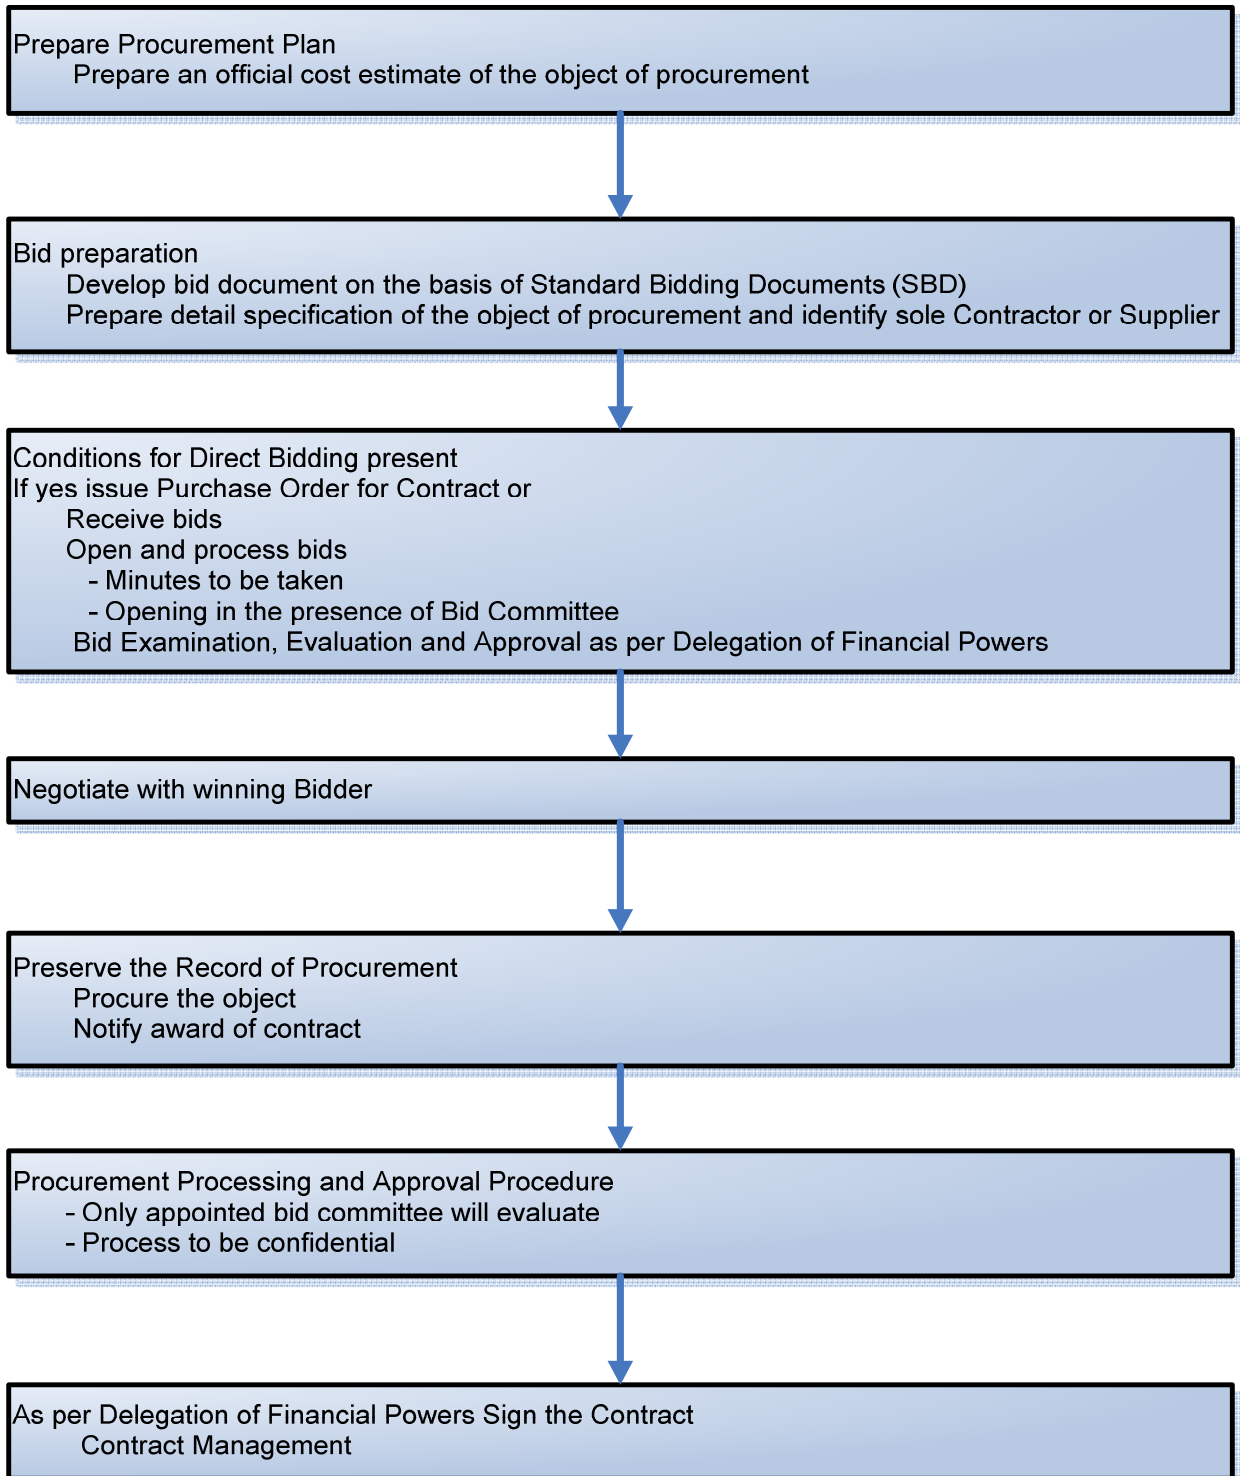 Prepare Procurement Plan
Prepare an official cost estimate of the object of procurement
Bid preparation
Develop bid document on the basis of Standard Bidding Documents (SBD)
Prepare detail specification of the object of procurement and identify sole Contractor or Supplier
Conditions for Direct Bidding present
If yes issue Purchase Order for Contract or
Receive bids
Open and process bids
- Minutes to be taken
- Opening in the presence of Bid Committee
Bid Examination, Evaluation and Approval as per Delegation of Financial Powers
Negotiate with winning Bidder
Preserve the Record of Procurement
Procure the object
Notify award of contract
Procurement Processing and Approval Procedure
- Only appointed bid committee will evaluate
- Process to be confidential
As per Delegation of Financial Powers Sign the Contract
Contract Management